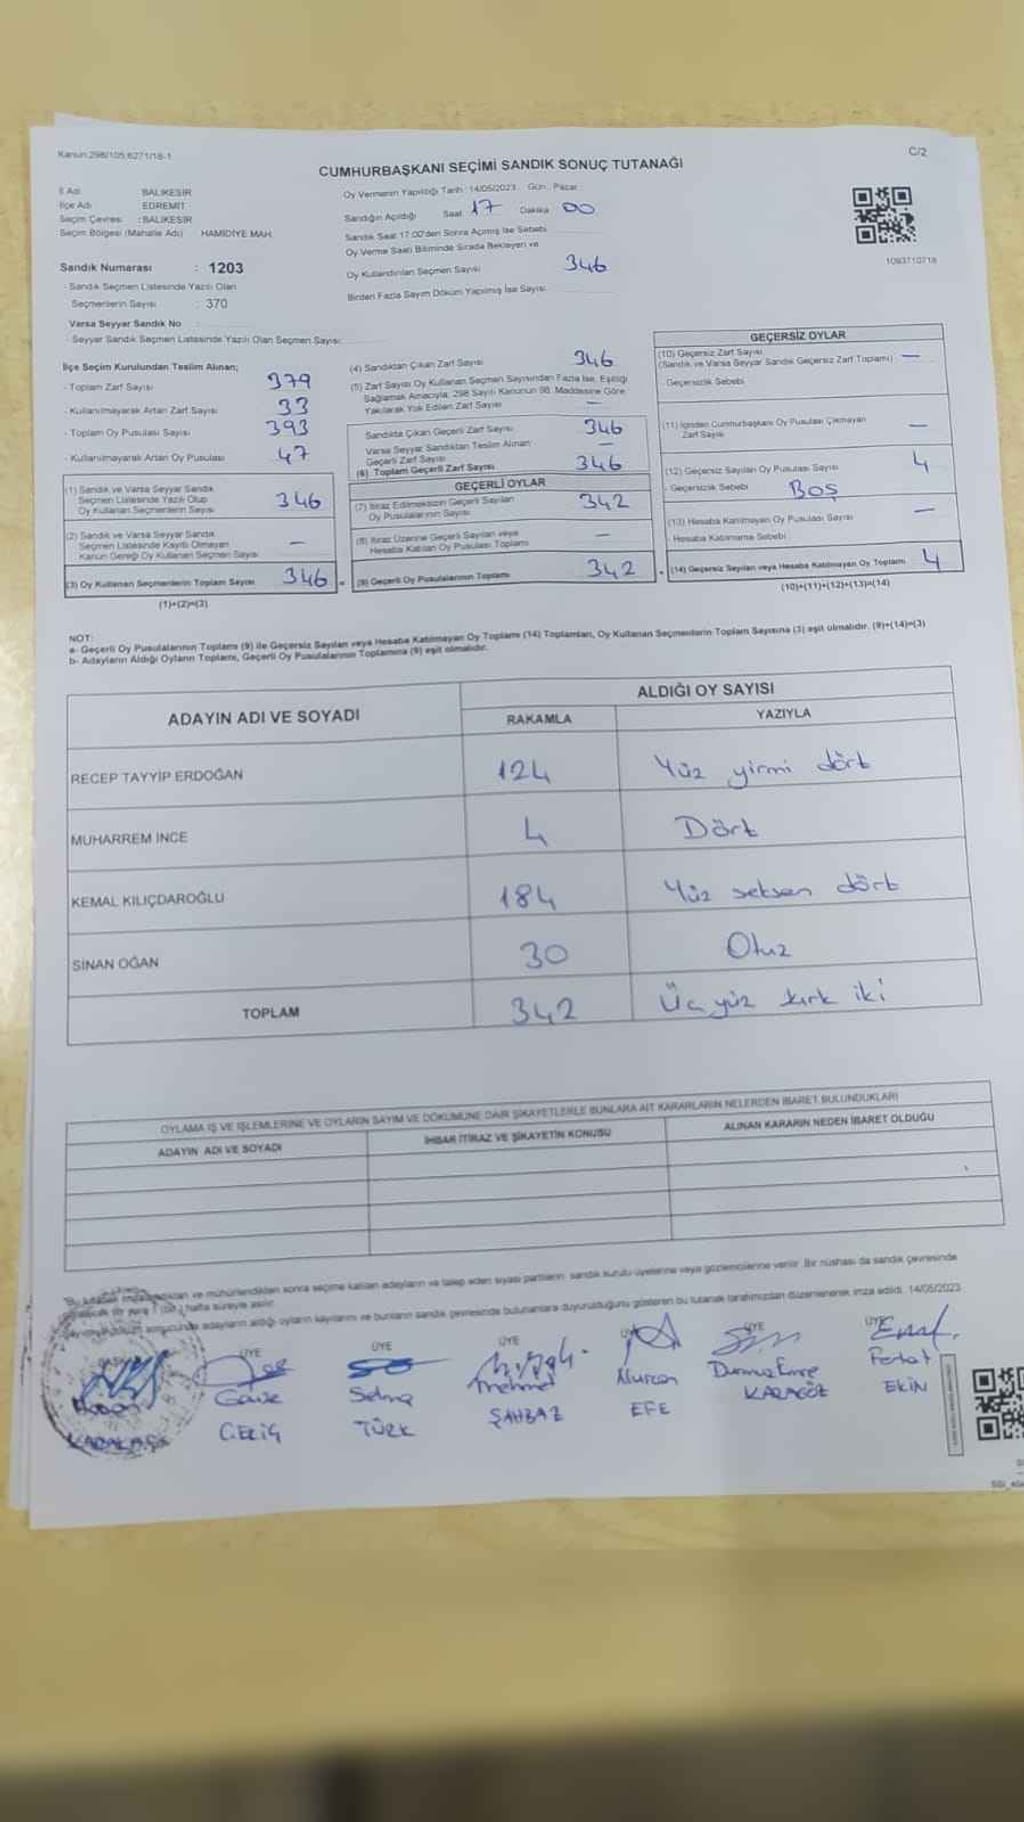 Kanun:298/105,6271/18-1
C/2
CUMHURBAŞKANI SEÇİMİ SANDIK SONUÇ TUTANAĞI
İl Adı BALIKESİR
İlçe Adı EDREMİT
Seçim Çevresi : BALIKESİR
Seçim Bölgesi (Mahalle Adı) HAMİDİYE MAH.
Sandık Numarası : 1203
- Sandık Seçmen Listesinde Yazılı Olan
Seçmenlerin Sayısı : 370
Varsa Seyyar Sandık No
- Seyyar Sandık Seçmen Listesinde Yazılı Olan Seçmen Sayısı
Oy Vermenin Yapıldığı Tarih : 14/05/2023 Gün : Pazar
Sandığın Açıldığı Saat 17 Dakika 00
Sandık Saat 17:00'den Sonra Açılmış İse Sebebi
Oy Verme Saati Bitiminde Sırada Bekleyen ve
Oy Kullandırılan Seçmen Sayısı 346
Birden Fazla Sayım Döküm Yapılmış İse Sayısı
1093710718
İlçe Seçim Kurulundan Teslim Alınan;
- Toplam Zarf Sayısı 379
- Kullanılmayarak Artan Zarf Sayısı 33
- Toplam Oy Pusulası Sayısı 393
- Kullanılmayarak Artan Oy Pusulası 47
(1) Sandık ve Varsa Seyyar Sandık
Seçmen Listesinde Yazılı Olup
Oy Kullanan Seçmenlerin Sayısı 346
(2) Sandık ve Varsa Seyyar Sandık
Seçmen Listesinde Kayıtlı Olmayan
Kanun Gereği Oy Kullanan Seçmen Sayısı —
(3) Oy Kullanan Seçmenlerin Toplam Sayısı 346
(1)+(2)=(3)
(4) Sandıktan Çıkan Zarf Sayısı 346
(5) Zarf Sayısı Oy Kullanan Seçmen Sayısından Fazla İse, Eşitliği
Sağlamak Amacıyla, 298 Sayılı Kanunun 98. Maddesine Göre
Yakılarak Yok Edilen Zarf Sayısı —
Sandıkta Çıkan Geçerli Zarf Sayısı 346
Varsa Seyyar Sandıktan Teslim Alınan
Geçerli Zarf Sayısı —
(6) Toplam Geçerli Zarf Sayısı 346
GEÇERLİ OYLAR
(7) İtiraz Edilmeksizin Geçerli Sayılan
Oy Pusulalarının Sayısı 342
(8) İtiraz Üzerine Geçerli Sayılan veya
Hesaba Katılan Oy Pusulası Toplamı —
(9) Geçerli Oy Pusulalarının Toplamı 342
GEÇERSİZ OYLAR
(10) Geçersiz Zarf Sayısı
(Sandık ve Varsa Seyyar Sandık Geçersiz Zarf Toplamı) —
Geçersizlik Sebebi
(11) İçinden Cumhurbaşkanı Oy Pusulası Çıkmayan
Zarf Sayısı —
(12) Geçersiz Sayılan Oy Pusulası Sayısı 4
- Geçersizlik Sebebi BOŞ
(13) Hesaba Katılmayan Oy Pusulası Sayısı —
- Hesaba Katılmama Sebebi
(14) Geçersiz Sayılan veya Hesaba Katılmayan Oy Toplamı 4
(10)+(11)+(12)+(13)=(14)
NOT:
a- Geçerli Oy Pusulalarının Toplamı (9) ile Geçersiz Sayılan veya Hesaba Katılmayan Oy Toplamı (14) Toplamları, Oy Kullanan Seçmenlerin Toplam Sayısına (3) eşit olmalıdır. (9)+(14)=(3)
b- Adayların Aldığı Oyların Toplamı, Geçerli Oy Pusulalarının Toplamına (9) eşit olmalıdır.
ADAYIN ADI VE SOYADI
ALDIĞI OY SAYISI
RAKAMLA YAZIYLA
RECEP TAYYİP ERDOĞAN 124 Yüz yirmi dört
MUHARREM İNCE 4 Dört
KEMAL KILIÇDAROĞLU 184 Yüz seksen dört
SİNAN OĞAN 30 Otuz
TOPLAM 342 Üç yüz kırk iki
OYLAMA İŞ VE İŞLEMLERİNE VE OYLARIN SAYIM VE DÖKÜMÜNE DAİR ŞİKAYETLERLE BUNLARA AİT KARARLARIN NELERDEN İBARET BULUNDUKLARI
ADAYIN ADI VE SOYADI İHBAR İTİRAZ VE ŞİKAYETİN KONUSU ALINAN KARARIN NEDEN İBARET OLDUĞU
ve mühürlendikten sonra seçime katılan adayların ve talep eden siyasi partilerin sandık kurulu üyelerine veya gözlemcilerine verilir. Bir nüshası da sandık çevresinde
hafta süreyle asılır.
adayların aldığı oyların sayılarını ve bunların sandık çevresinde bulunanlara duyurulduğunu gösteren bu tutanak tarafımızdan düzenlenerek imza edildi. 14/05/2023
ÜYE ÜYE ÜYE ÜYE ÜYE ÜYE
Selma Mehmet Nurcan Durmuş Emre Ferhat
TÜRK ŞAHBAZ EFE KARAGÖZ EKİN